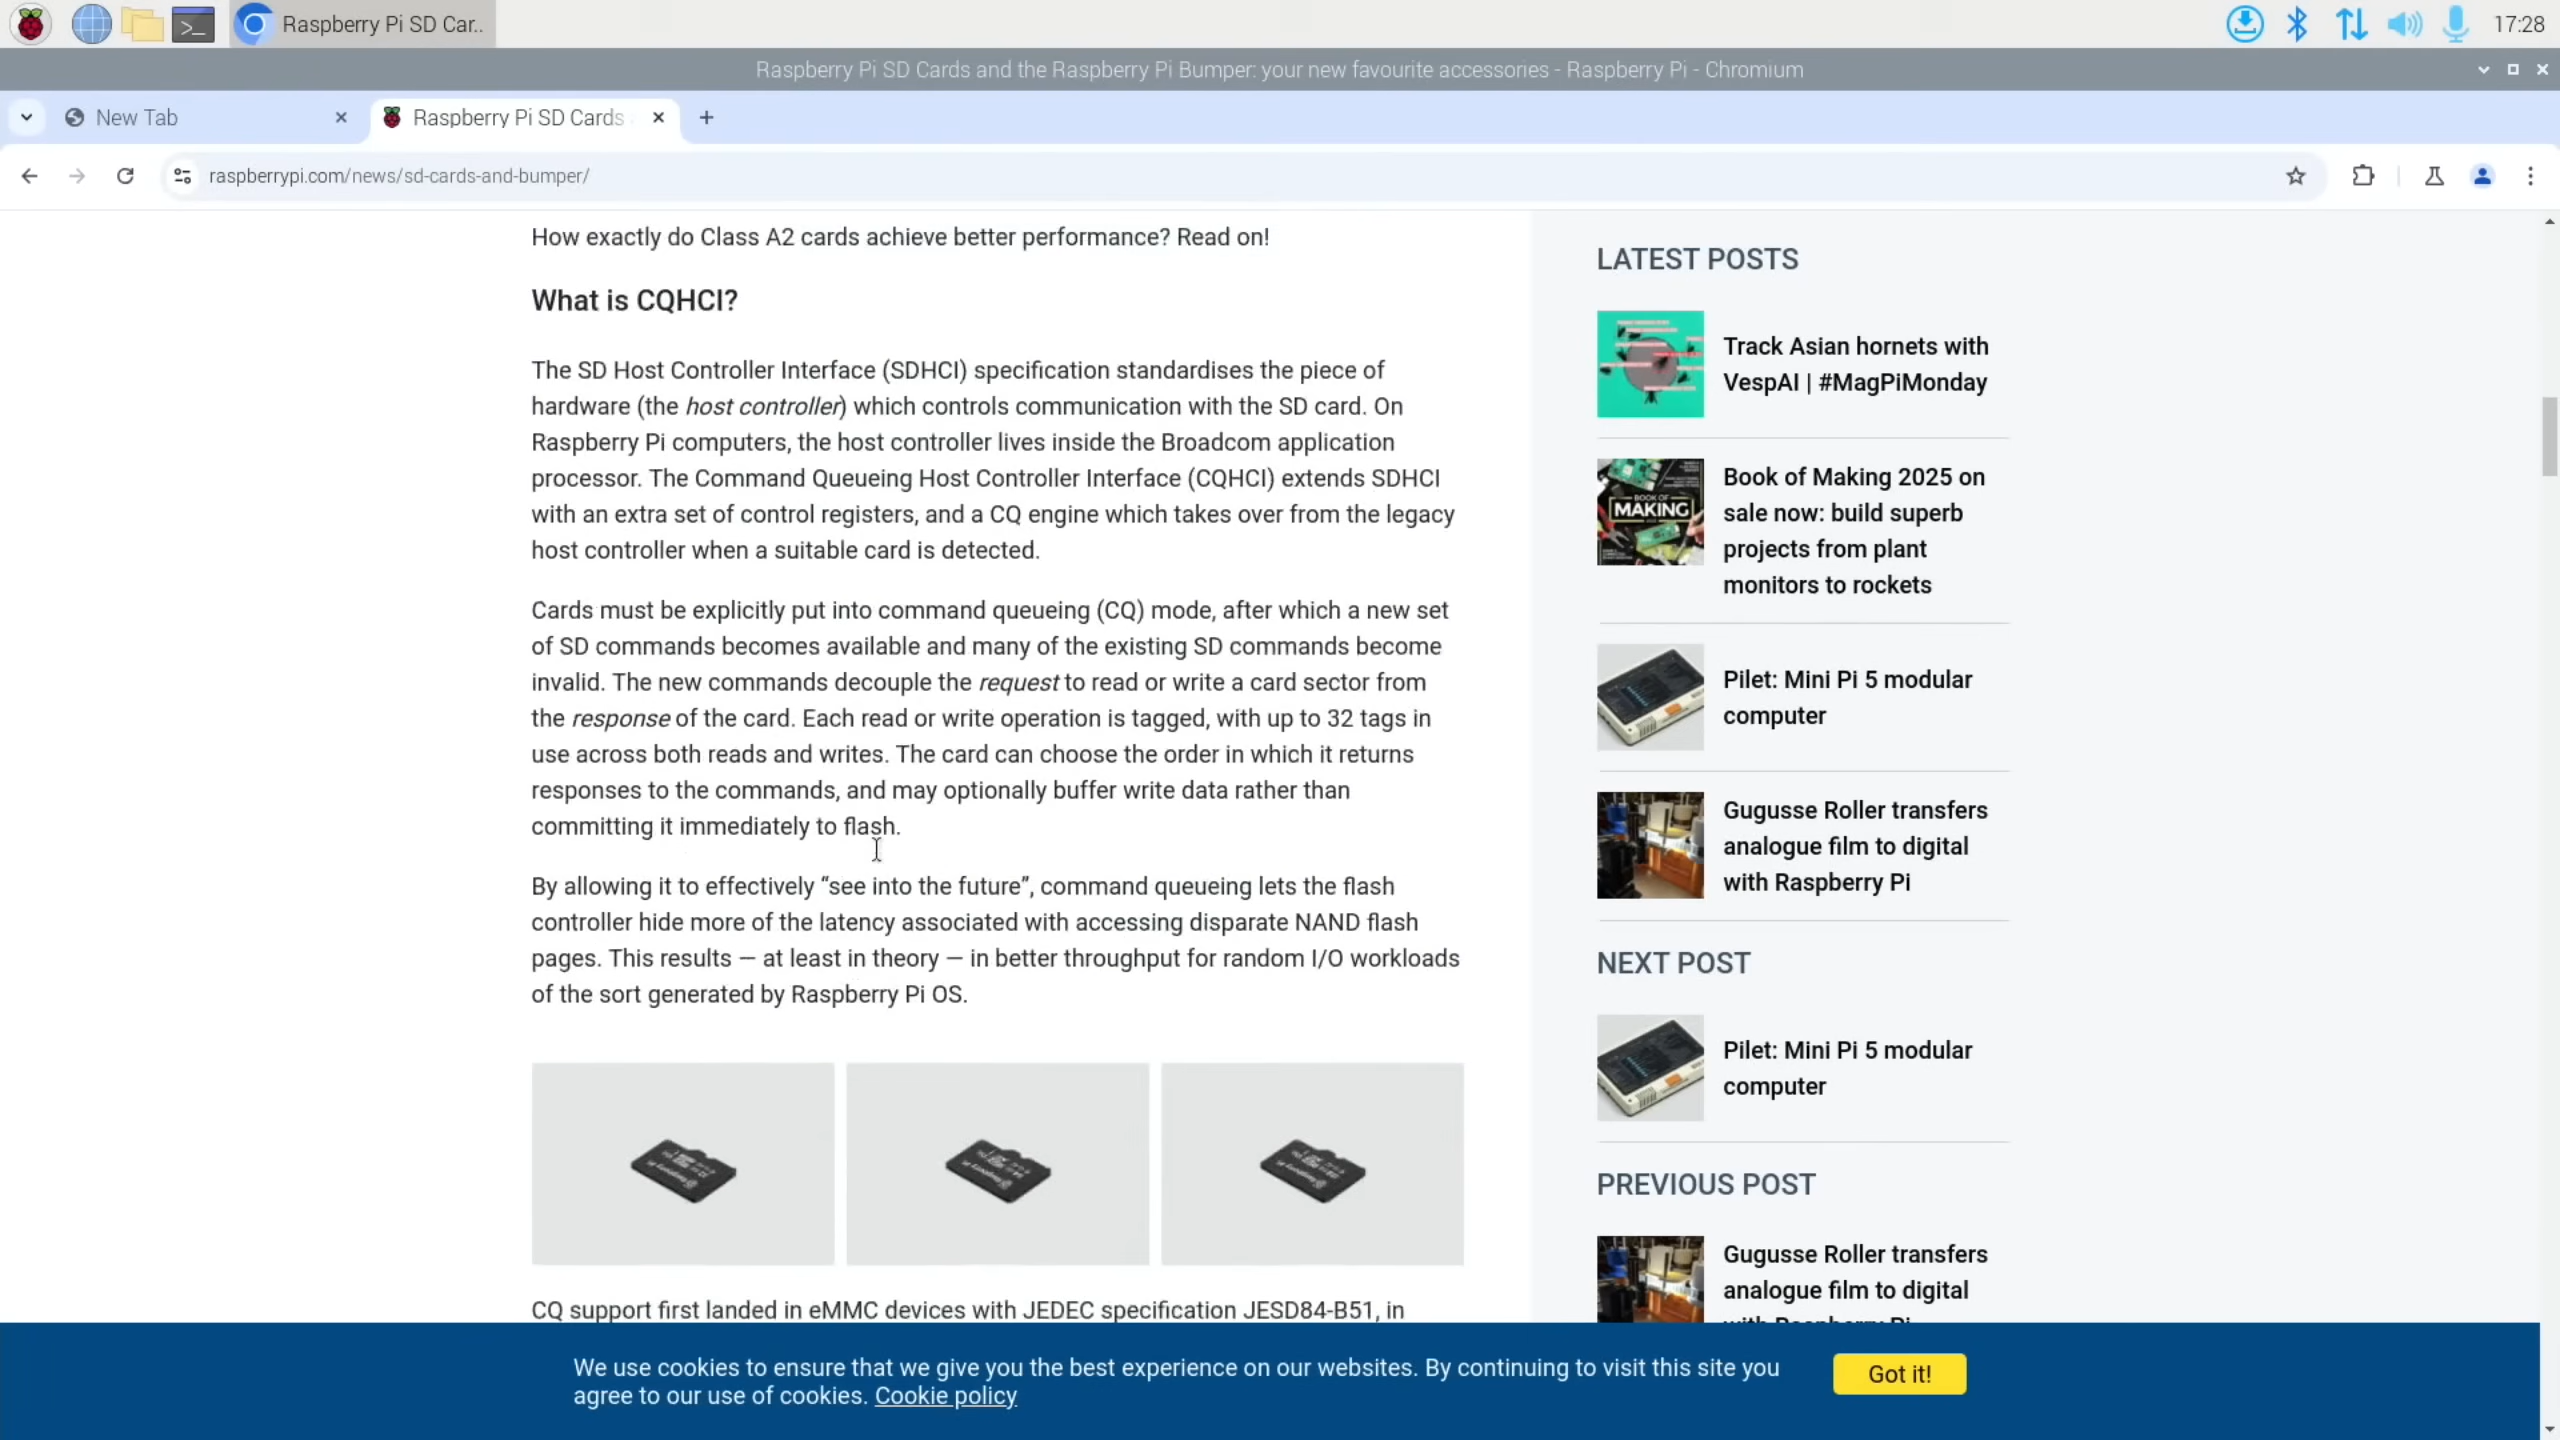 Raspberry Pi SD Car..
17:28
Raspberry Pi SD Cards and the Raspberry Pi Bumper: your new favourite accessories - Raspberry Pi - Chromium
New Tab
Raspberry Pi SD Cards
raspberrypi.com/news/sd-cards-and-bumper/
How exactly do Class A2 cards achieve better performance? Read on!
What is CQHCI?
The SD Host Controller Interface (SDHCI) specification standardises the piece of
hardware (the host controller) which controls communication with the SD card. On
Raspberry Pi computers, the host controller lives inside the Broadcom application
processor. The Command Queueing Host Controller Interface (CQHCI) extends SDHCI
with an extra set of control registers, and a CQ engine which takes over from the legacy
host controller when a suitable card is detected.
Cards must be explicitly put into command queueing (CQ) mode, after which a new set
of SD commands becomes available and many of the existing SD commands become
invalid. The new commands decouple the request to read or write a card sector from
the response of the card. Each read or write operation is tagged, with up to 32 tags in
use across both reads and writes. The card can choose the order in which it returns
responses to the commands, and may optionally buffer write data rather than
committing it immediately to flash.
By allowing it to effectively “see into the future”, command queueing lets the flash
controller hide more of the latency associated with accessing disparate NAND flash
pages. This results — at least in theory — in better throughput for random I/O workloads
of the sort generated by Raspberry Pi OS.
CQ support first landed in eMMC devices with JEDEC specification JESD84-B51, in
LATEST POSTS
Track Asian hornets with
VespAI | #MagPiMonday
BOOK OF
MAKING
Book of Making 2025 on
sale now: build superb
projects from plant
monitors to rockets
Pilet: Mini Pi 5 modular
computer
Gugusse Roller transfers
analogue film to digital
with Raspberry Pi
NEXT POST
Pilet: Mini Pi 5 modular
computer
PREVIOUS POST
Gugusse Roller transfers
analogue film to digital
with Raspberry Pi
We use cookies to ensure that we give you the best experience on our websites. By continuing to visit this site you
agree to our use of cookies. Cookie policy
Got it!